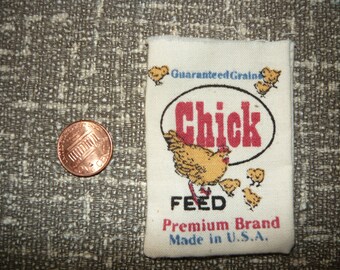 Guaranteed Grains
Chick
FEED
Premium Brand
Made in U.S.A.